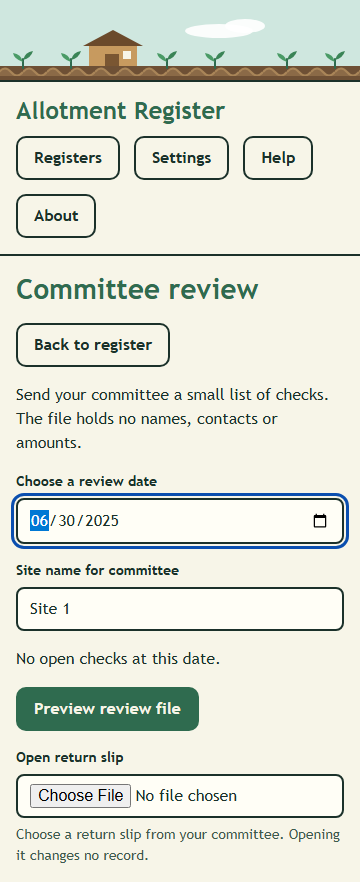 Allotment Register
Registers
Settings
Help
About
Committee review
Back to register
Send your committee a small list of checks.
The file holds no names, contacts or
amounts.
Choose a review date
06/30/2025
Site name for committee
Site 1
No open checks at this date.
Preview review file
Open return slip
Choose File No file chosen
Choose a return slip from your committee. Opening
it changes no record.